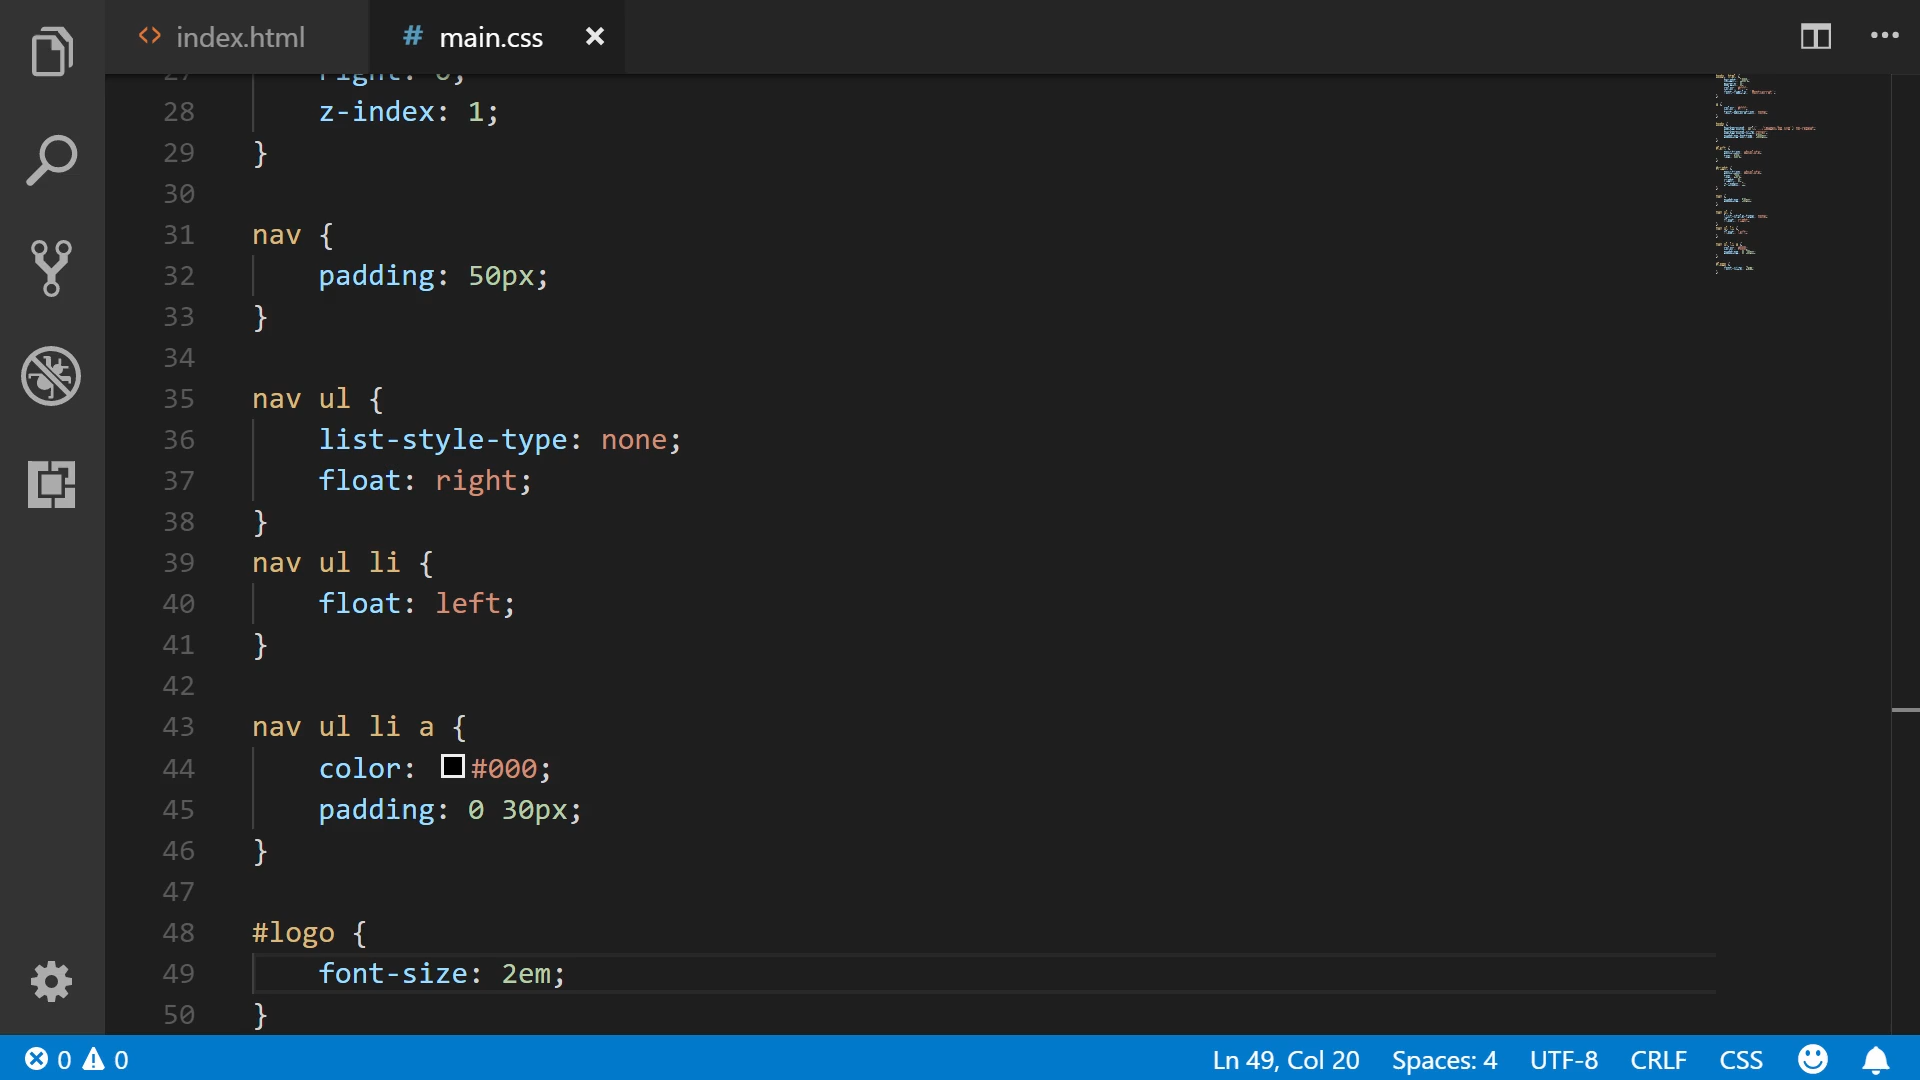 index.html
main.css
27 right: 0;
28 z-index: 1;
29 }
30
31 nav {
32 padding: 50px;
33 }
34
35 nav ul {
36 list-style-type: none;
37 float: right;
38 }
39 nav ul li {
40 float: left;
41 }
42
43 nav ul li a {
44 color: #000;
45 padding: 0 30px;
46 }
47
48 #logo {
49 font-size: 2em;
50 }
0 0 Ln 49, Col 20 Spaces: 4 UTF-8 CRLF CSS